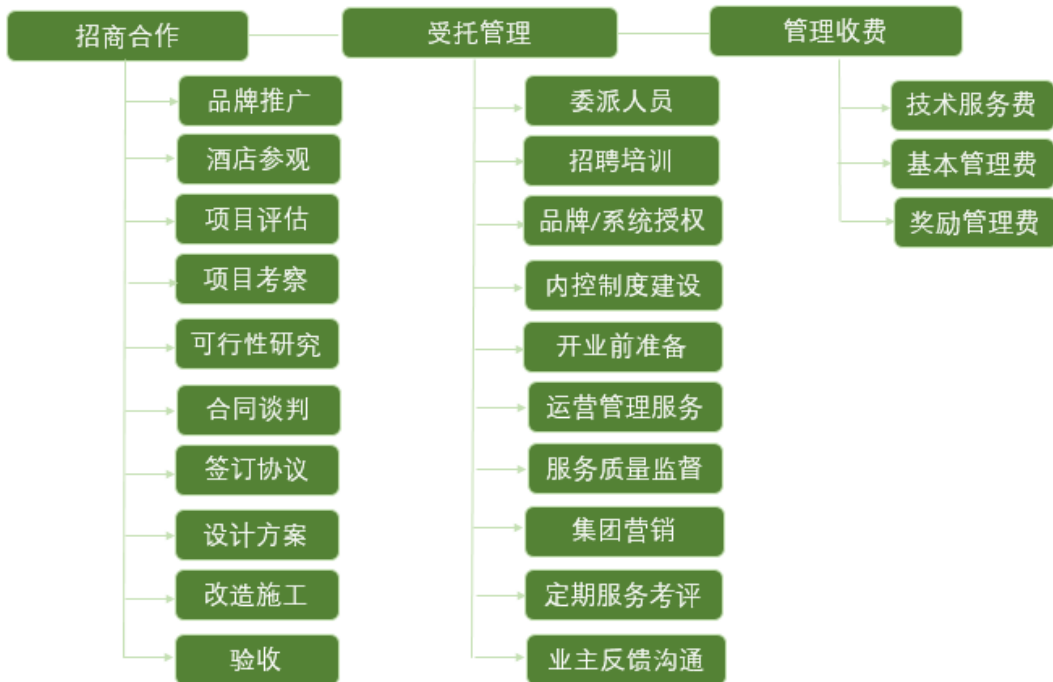 招商合作
受托管理
管理收费
品牌推广
酒店参观
项目评估
项目考察
可行性研究
合同谈判
签订协议
设计方案
改造施工
验收
委派人员
招聘培训
品牌/系统授权
内控制度建设
开业前准备
运营管理服务
服务质量监督
集团营销
定期服务考评
业主反馈沟通
技术服务费
基本管理费
奖励管理费